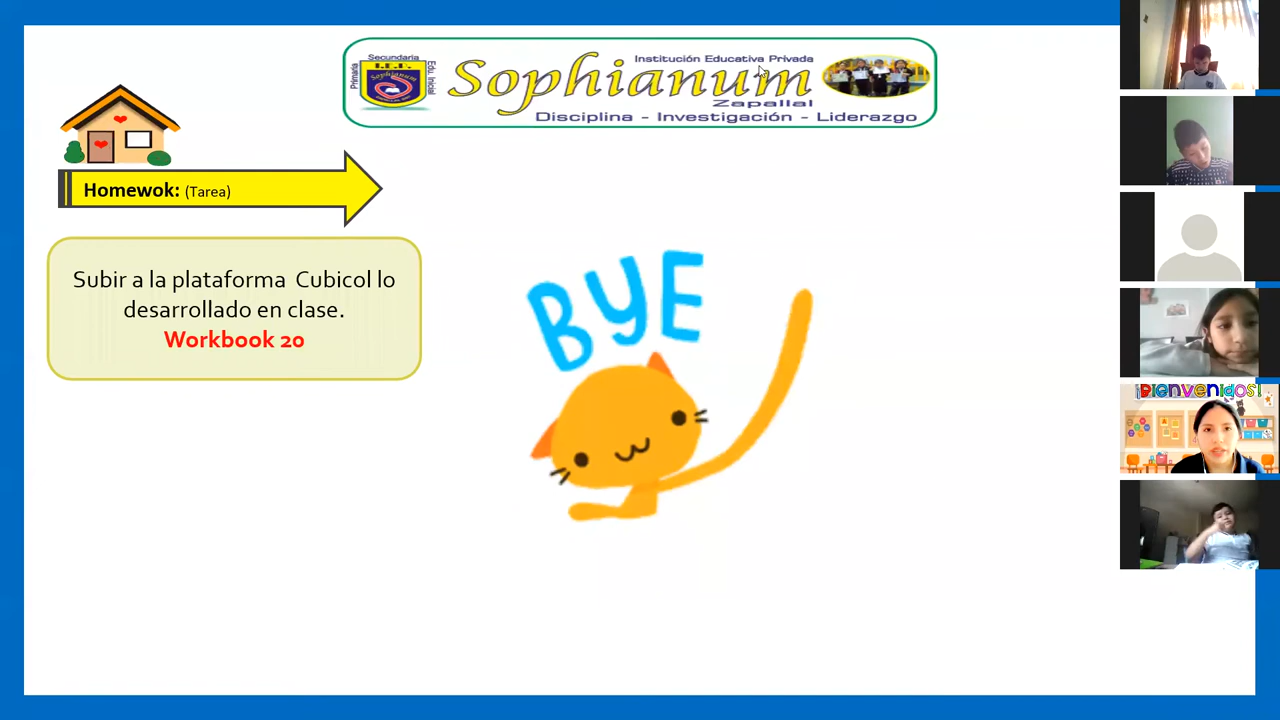 Institución Educativa Privada
Sophianum
Zapallal
Disciplina - Investigación - Liderazgo
Secundaria
Primaria
Edu. Inicial
I.E.P.
Sophianum
Homewok: (Tarea)
Subir a la plataforma Cubicol lo
desarrollado en clase.
Workbook 20
BYE
¡Bienvenidos!